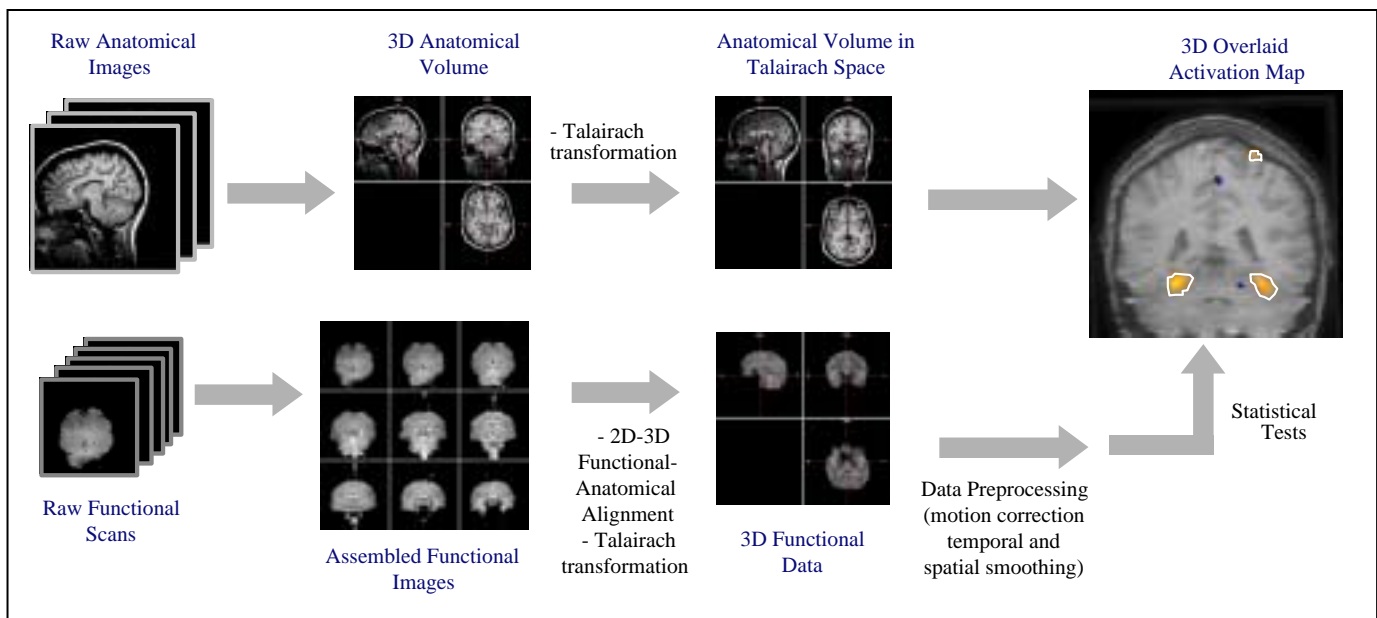 Raw Anatomical
Images
3D Anatomical
Volume
- Talairach
transformation
Anatomical Volume in
Talairach Space
3D Overlaid
Activation Map
Raw Functional
Scans
Assembled Functional
Images
- 2D-3D
Functional-
Anatomical
Alignment
- Talairach
transformation
3D Functional
Data
Data Preprocessing
(motion correction
temporal and
spatial smoothing)
Statistical
Tests